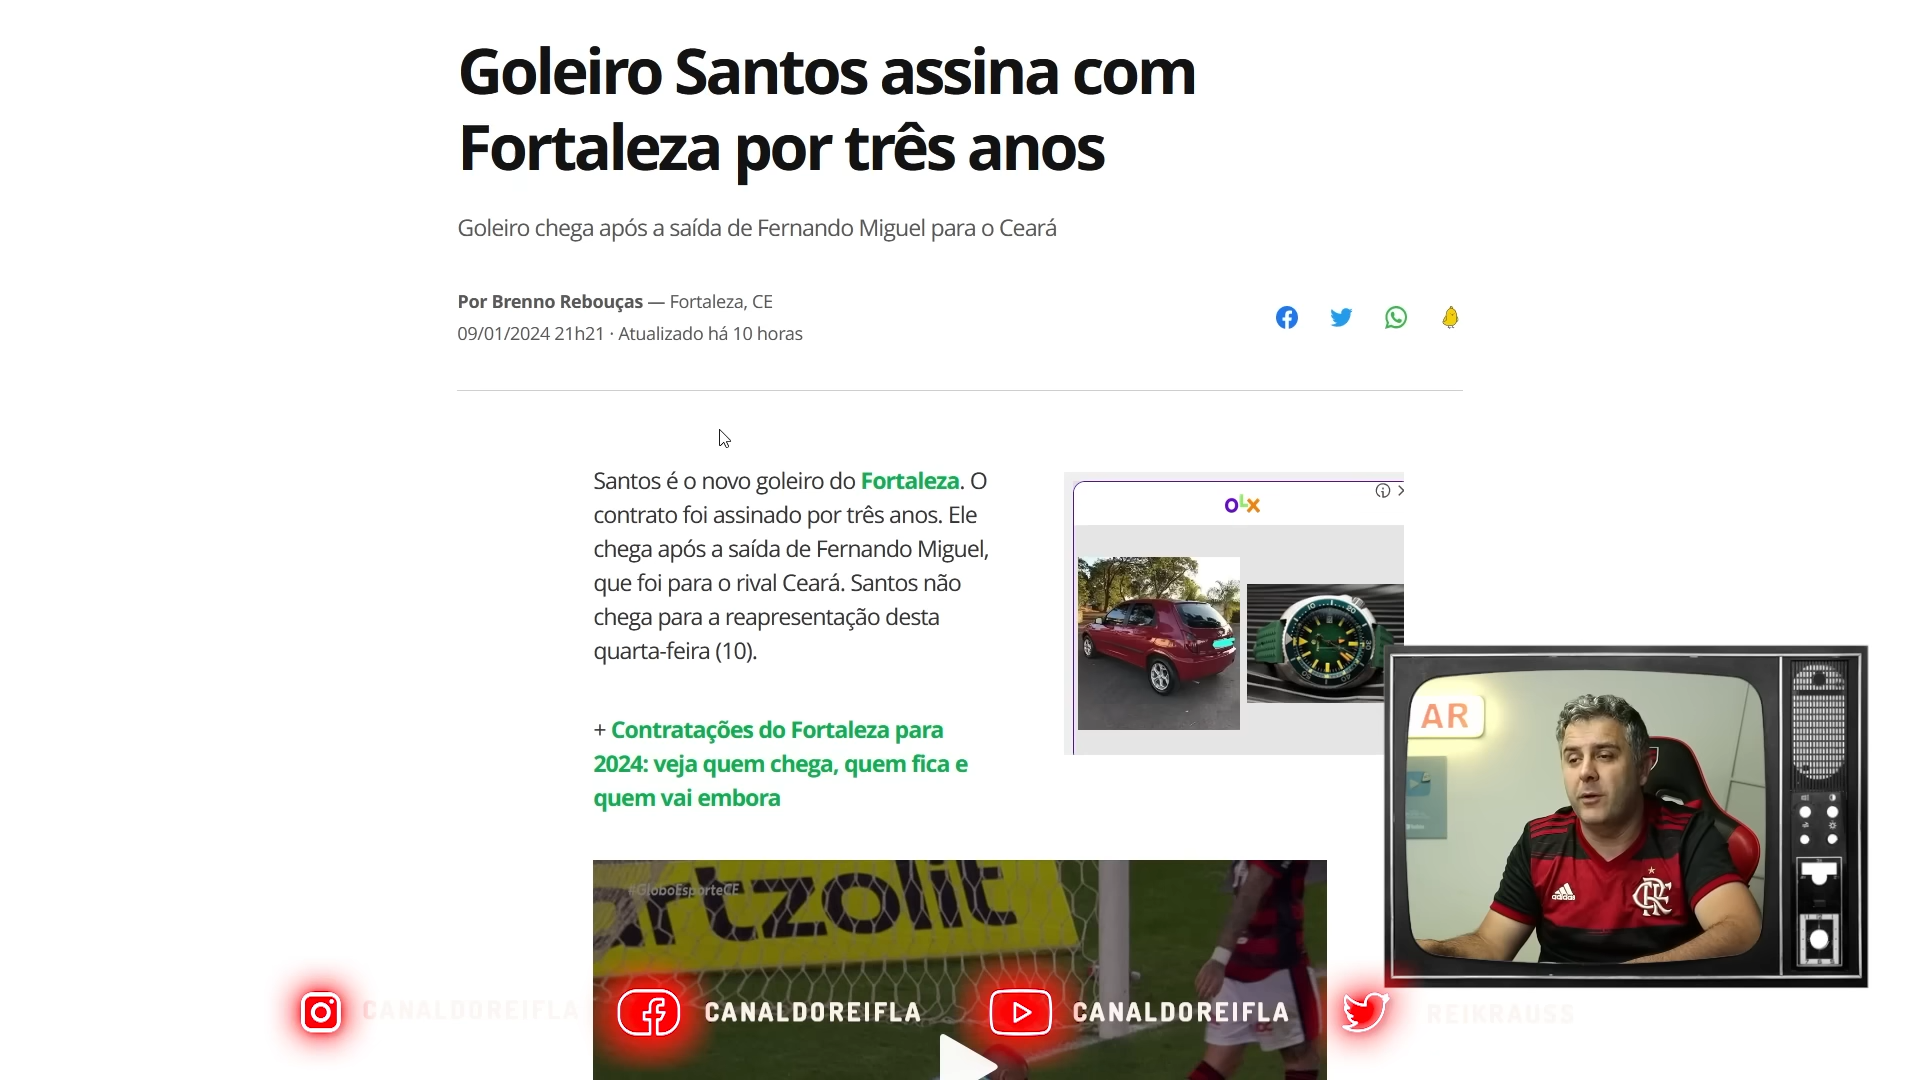 Goleiro Santos assina com
Fortaleza por três anos
Goleiro chega após a saída de Fernando Miguel para o Ceará
Por Brenno Rebouças — Fortaleza, CE
09/01/2024 21h21 · Atualizado há 10 horas
Santos é o novo goleiro do Fortaleza. O
contrato foi assinado por três anos. Ele
chega após a saída de Fernando Miguel,
que foi para o rival Ceará. Santos não
chega para a reapresentação desta
quarta-feira (10).
+ Contratações do Fortaleza para
2024: veja quem chega, quem fica e
quem vai embora
OLX
AR
adidas
#GloboEsporteCE
artzolit
CANALDOREIFLA
CANALDOREIFLA
CANALDOREIFLA
REIKRAUSS